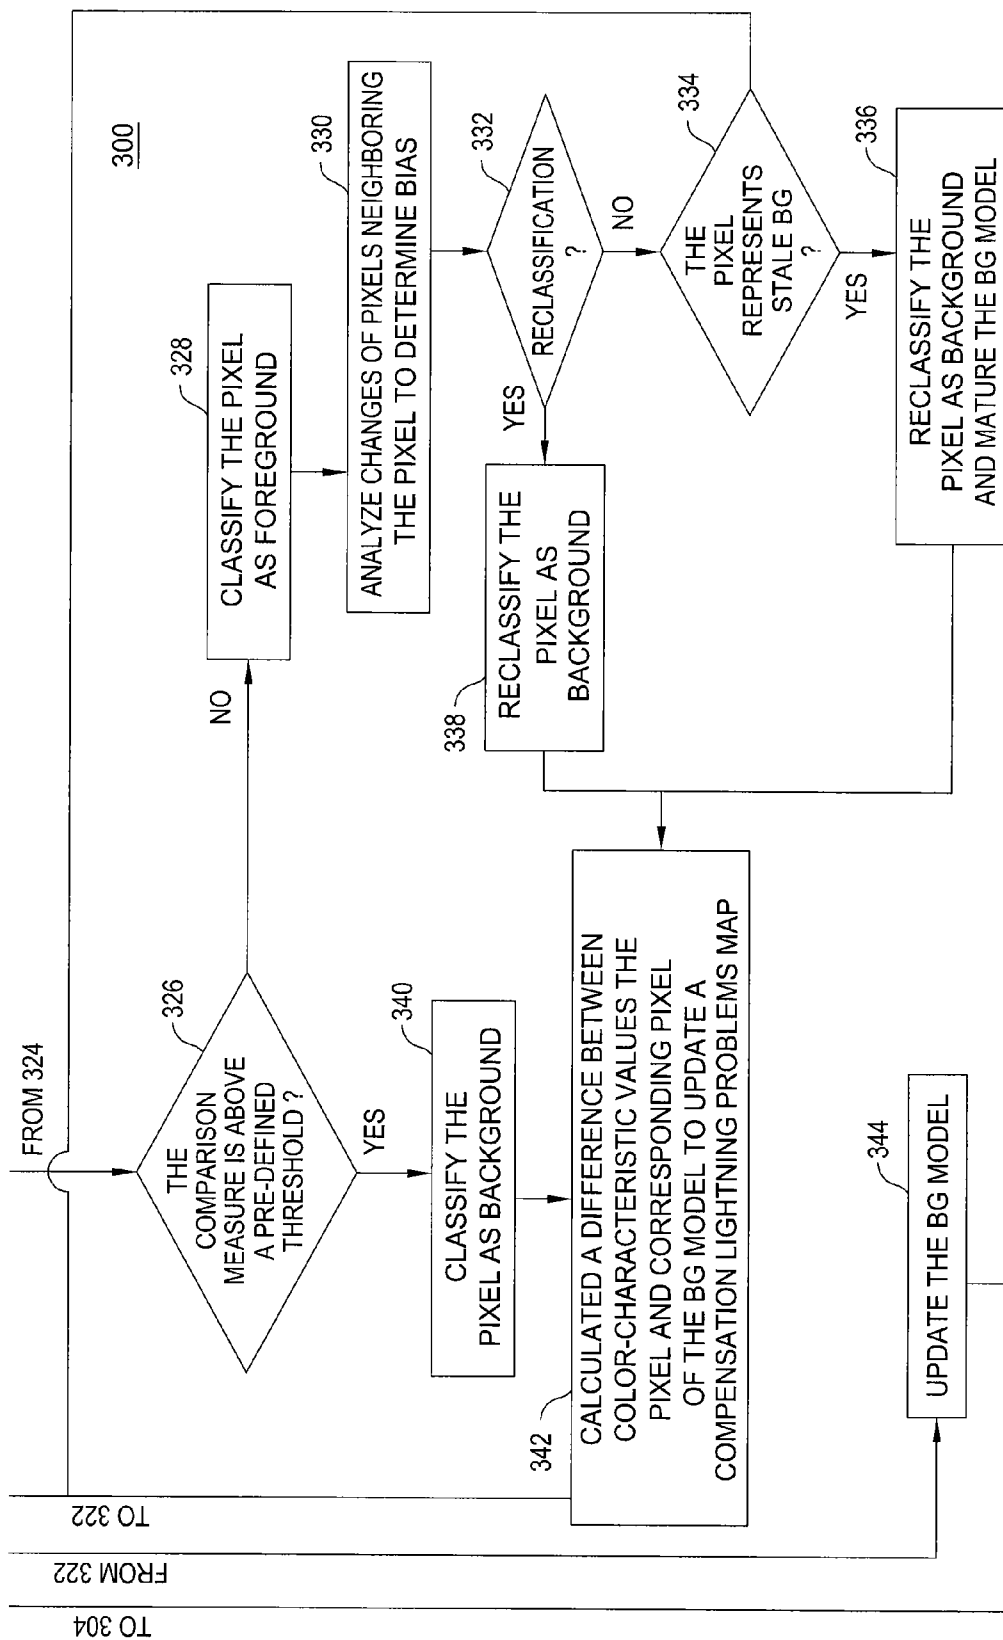 300
FROM 324
326
THE
COMPARISON
MEASURE IS ABOVE
A PRE-DEFINED
THRESHOLD ?
NO
YES
328
CLASSIFY THE PIXEL
AS FOREGROUND
330
ANALYZE CHANGES OF PIXELS NEIGHBORING
THE PIXEL TO DETERMINE BIAS
332
RECLASSIFICATION
?
YES
NO
334
THE
PIXEL
REPRESENTS
STALE BG
?
YES
336
RECLASSIFY THE
PIXEL AS BACKGROUND
AND MATURE THE BG MODEL
338
RECLASSIFY THE
PIXEL AS
BACKGROUND
340
CLASSIFY THE
PIXEL AS BACKGROUND
342
CALCULATED A DIFFERENCE BETWEEN
COLOR-CHARACTERISTIC VALUES THE
PIXEL AND CORRESPONDING PIXEL
OF THE BG MODEL TO UPDATE A
COMPENSATION LIGHTNING PROBLEMS MAP
344
UPDATE THE BG MODEL
TO 322
FROM 322
TO 304